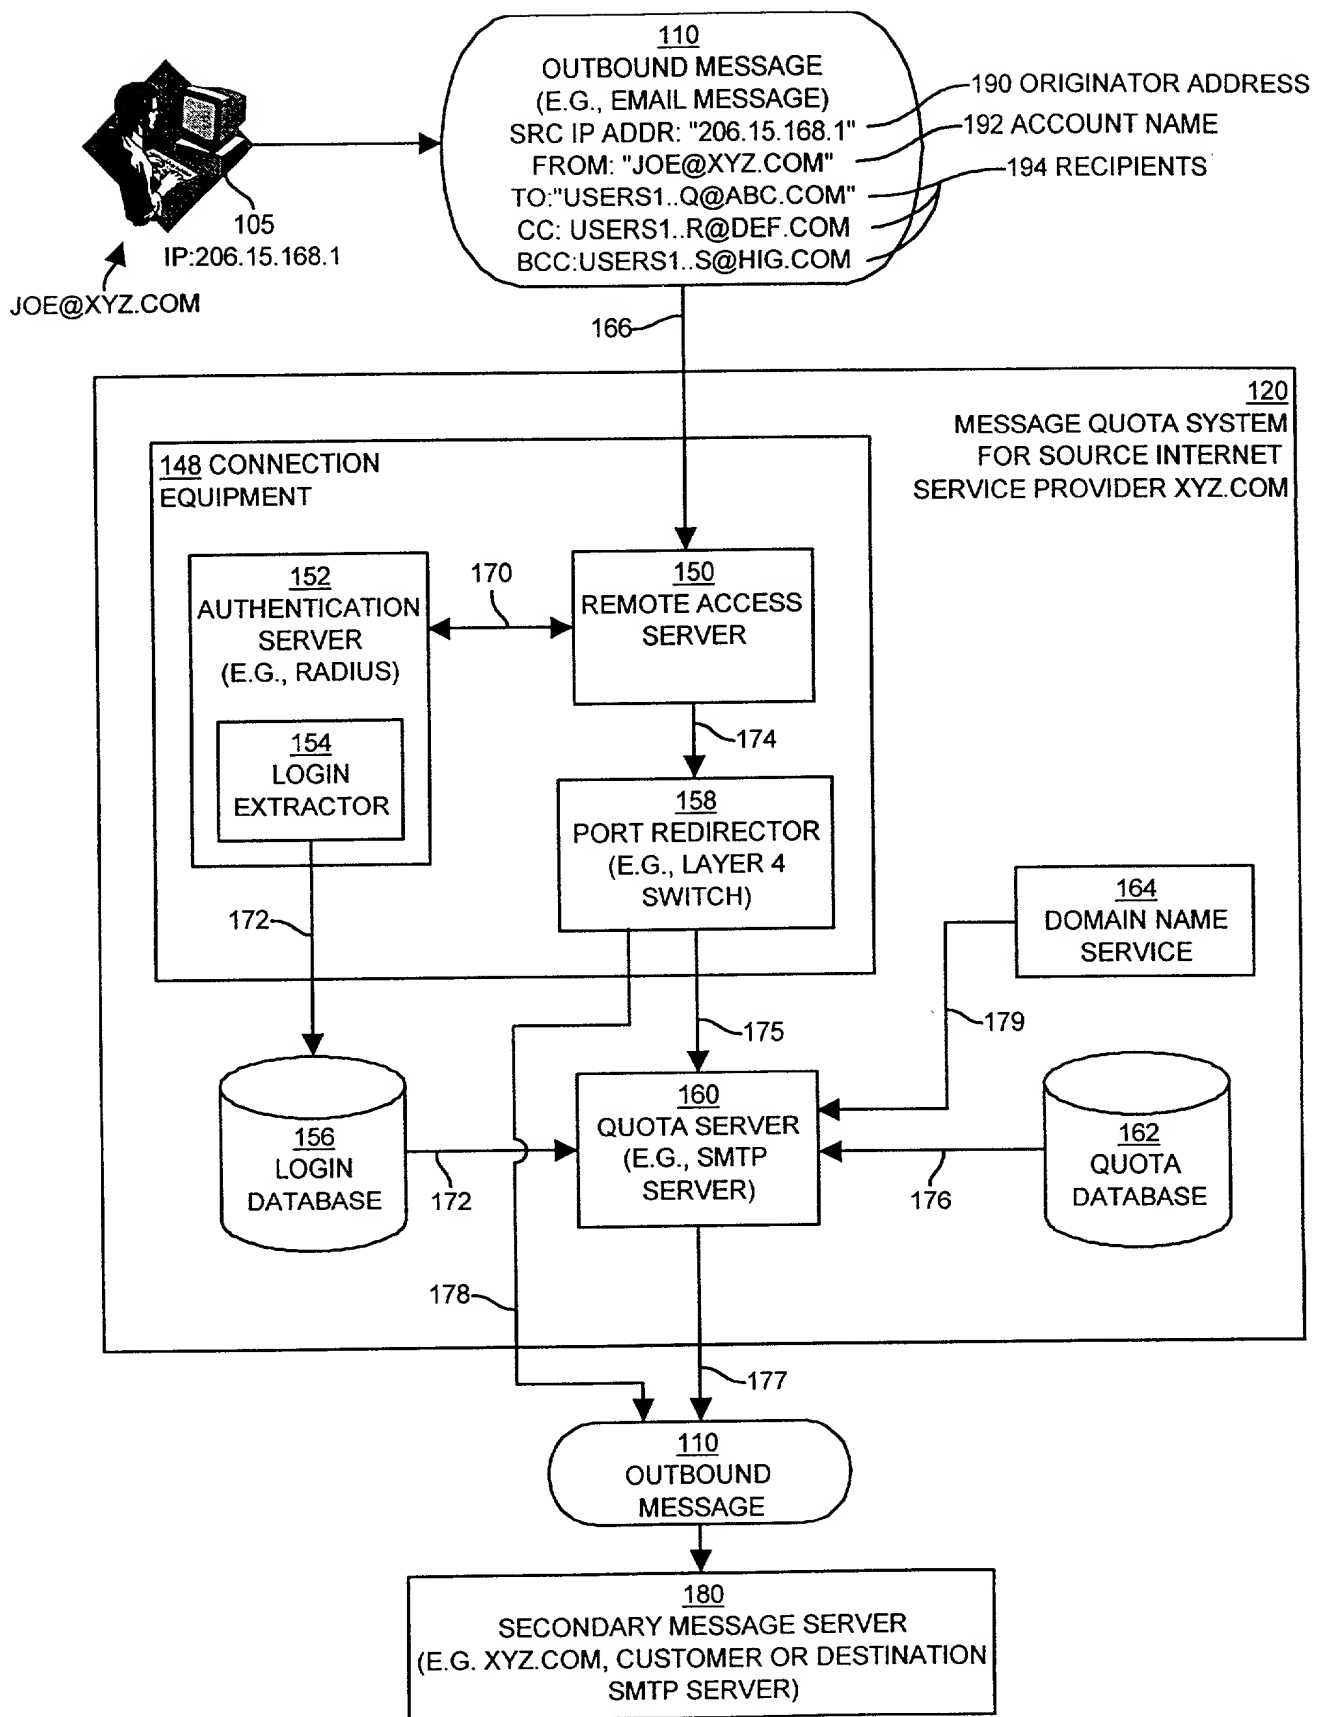 110
OUTBOUND MESSAGE
(E.G., EMAIL MESSAGE)
SRC IP ADDR: "206.15.168.1"
FROM: "JOE@XYZ.COM"
TO:"USERS1..Q@ABC.COM"
CC: USERS1..R@DEF.COM
BCC:USERS1..S@HIG.COM
190 ORIGINATOR ADDRESS
192 ACCOUNT NAME
194 RECIPIENTS
105
IP:206.15.168.1
JOE@XYZ.COM
166
120
MESSAGE QUOTA SYSTEM
FOR SOURCE INTERNET
SERVICE PROVIDER XYZ.COM
148 CONNECTION
EQUIPMENT
152
AUTHENTICATION
SERVER
(E.G., RADIUS)
170
150
REMOTE ACCESS
SERVER
154
LOGIN
EXTRACTOR
174
158
PORT REDIRECTOR
(E.G., LAYER 4
SWITCH)
164
DOMAIN NAME
SERVICE
172
175
179
156
LOGIN
DATABASE
172
160
QUOTA SERVER
(E.G., SMTP
SERVER)
176
162
QUOTA
DATABASE
178
177
110
OUTBOUND
MESSAGE
180
SECONDARY MESSAGE SERVER
(E.G. XYZ.COM, CUSTOMER OR DESTINATION
SMTP SERVER)